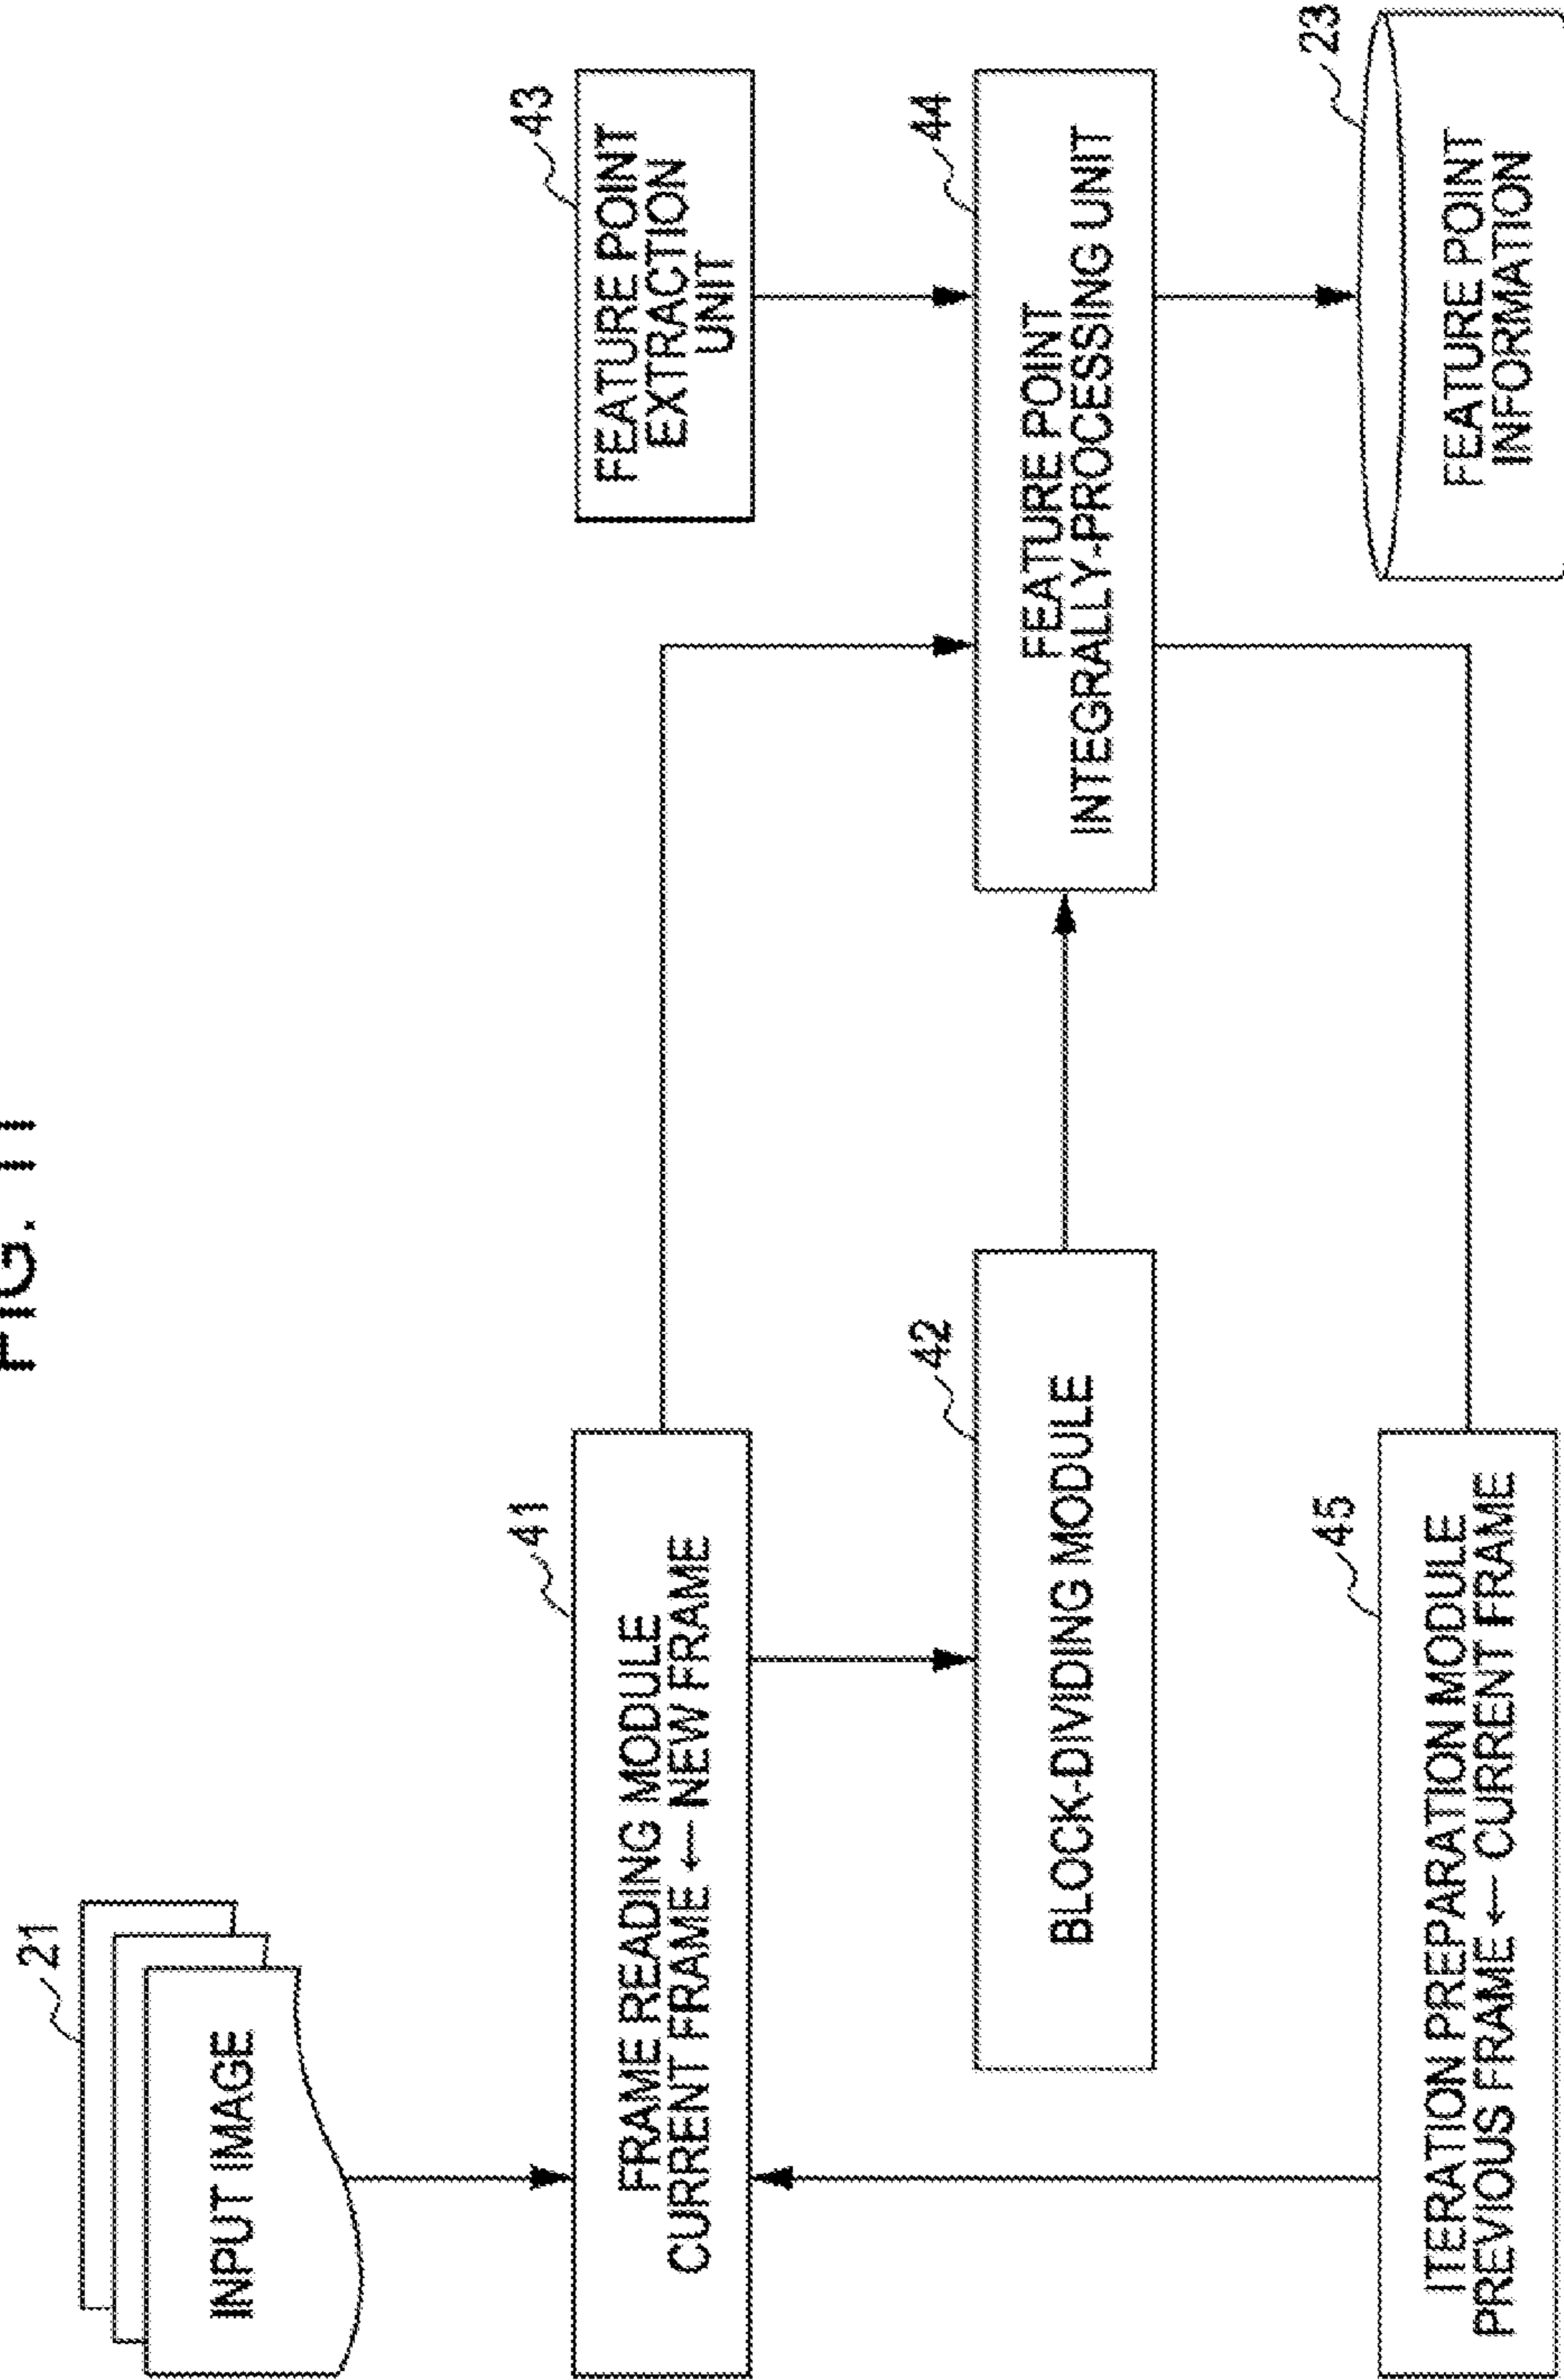 FIG. 11
21
INPUT IMAGE
41
FRAME READING MODULE
CURRENT FRAME ← NEW FRAME
43
FEATURE POINT
EXTRACTION
UNIT
42
BLOCK-DIVIDING MODULE
44
FEATURE POINT
INTEGRALLY-PROCESSING UNIT
45
ITERATION PREPARATION MODULE
PREVIOUS FRAME ← CURRENT FRAME
23
FEATURE POINT
INFORMATION